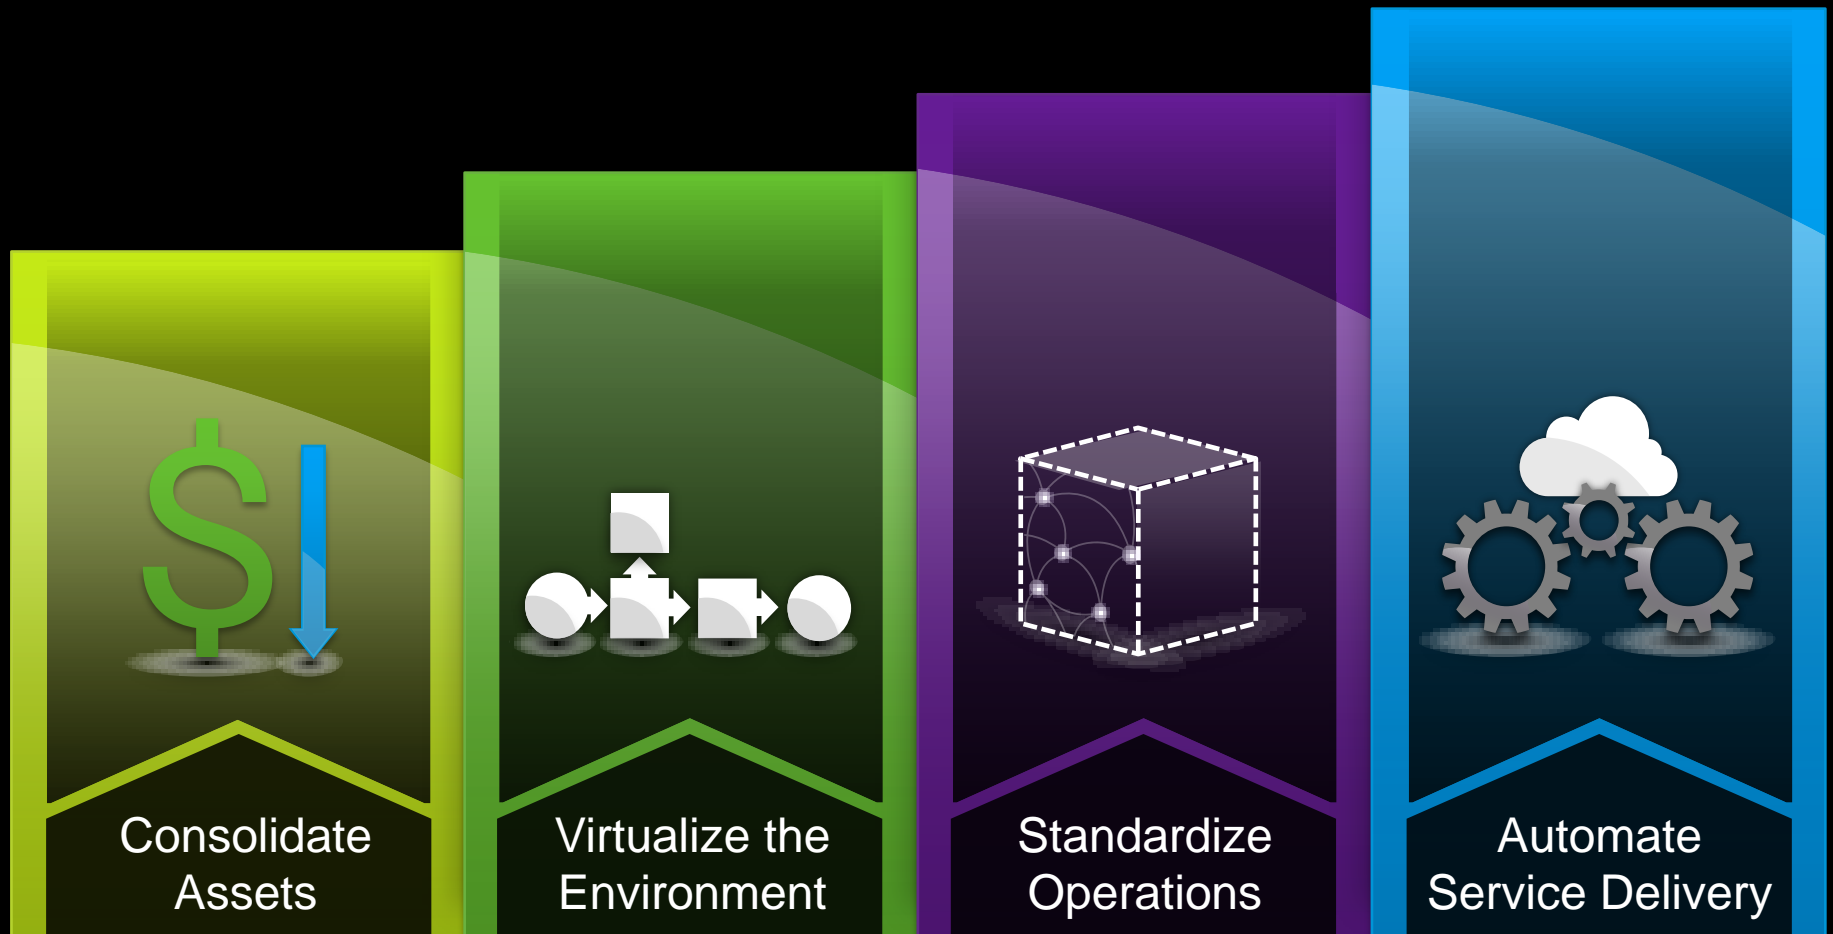 Consolidate
Assets
Virtualize the
Environment
Standardize
Operations
Automate
Service Delivery